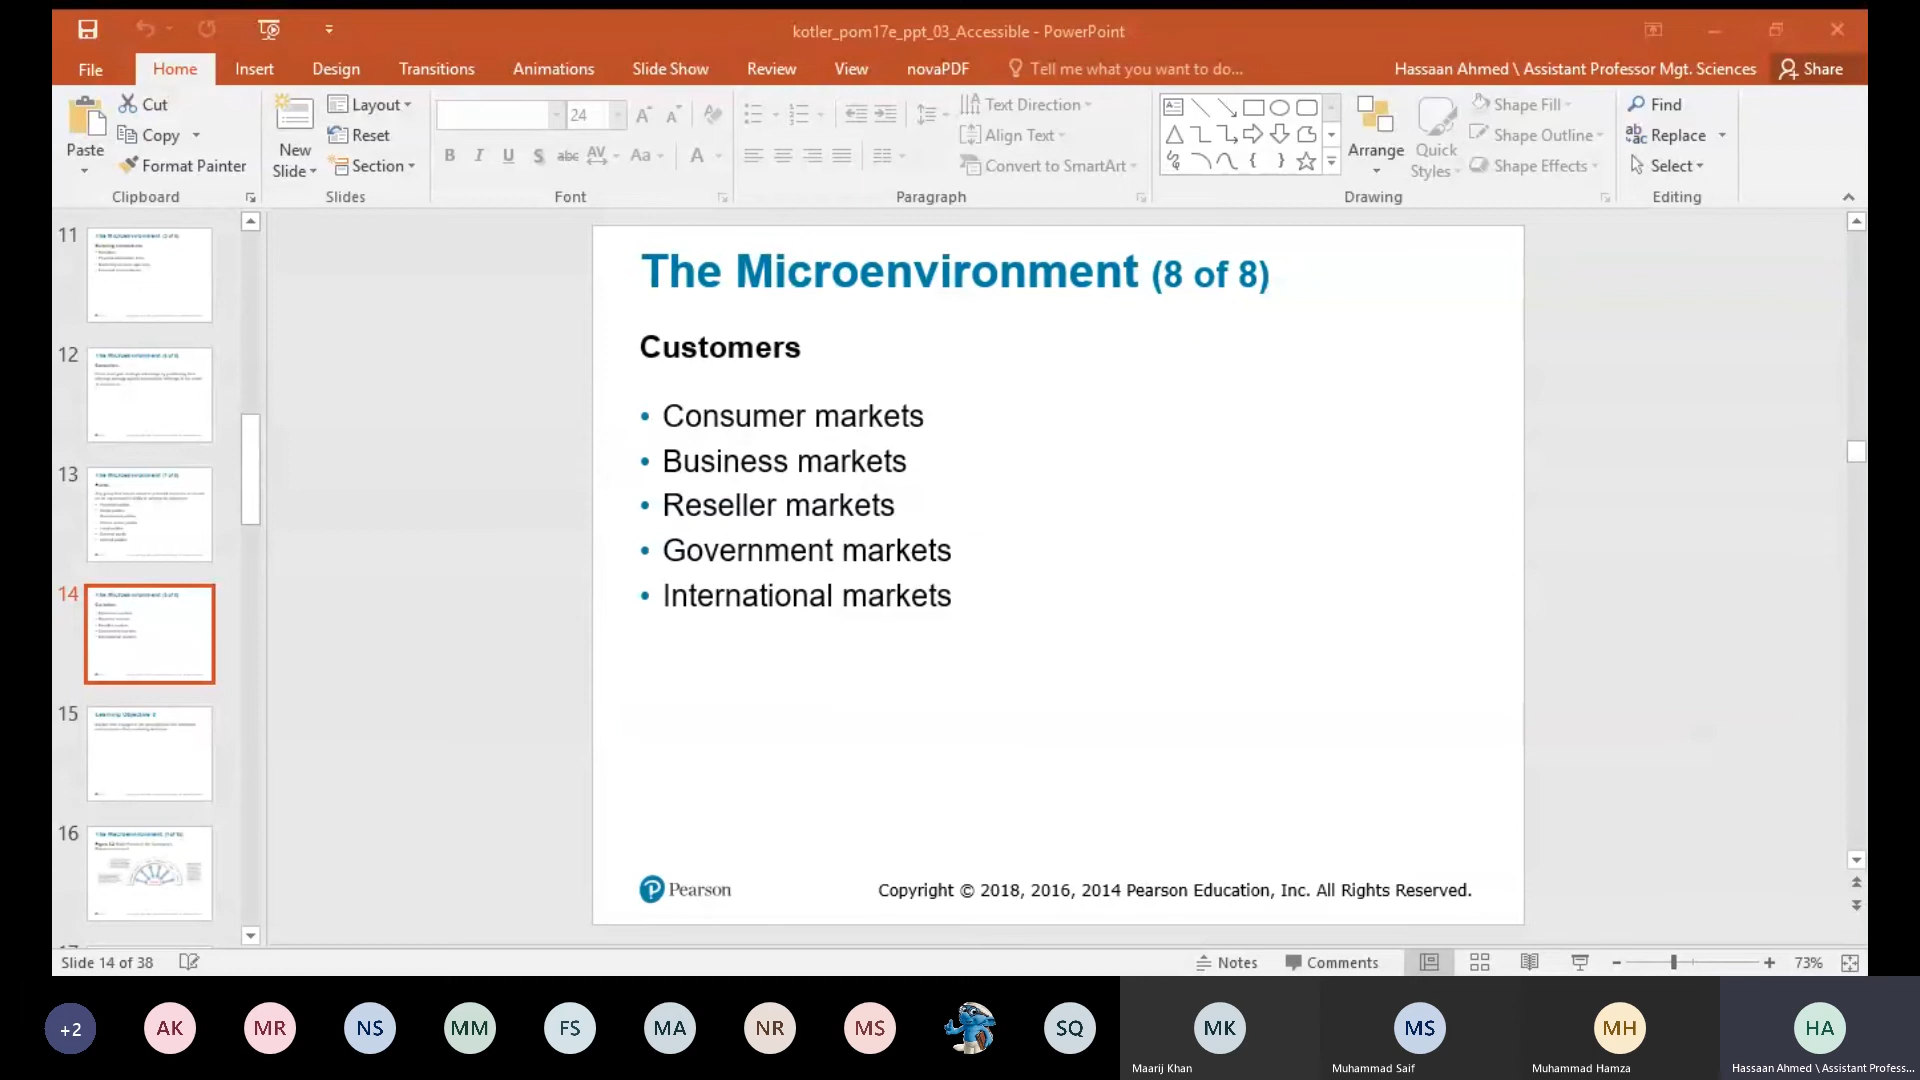 kotler_pom17e_ppt_03_Accessible - PowerPoint
File Home Insert Design Transitions Animations Slide Show Review View novaPDF Tell me what you want to do... Hassaan Ahmed \ Assistant Professor Mgt. Sciences Share
Paste
Cut
Copy
Format Painter
Clipboard
New Slide
Layout
Reset
Section
Slides
24
B I U S abc AV Aa A
Font
Text Direction
Align Text
Convert to SmartArt
Paragraph
Arrange
Quick Styles
Shape Fill
Shape Outline
Shape Effects
Drawing
Find
Replace
Select
Editing
11
12
13
14
15
16
The Microenvironment (8 of 8)
Customers
• Consumer markets
• Business markets
• Reseller markets
• Government markets
• International markets
Pearson
Copyright © 2018, 2016, 2014 Pearson Education, Inc. All Rights Reserved.
Slide 14 of 38
Notes Comments 73%
+2 AK MR NS MM FS MA NR MS SQ MK MS MH HA
Maarij Khan Muhammad Saif Muhammad Hamza Hassaan Ahmed \ Assistant Profess...